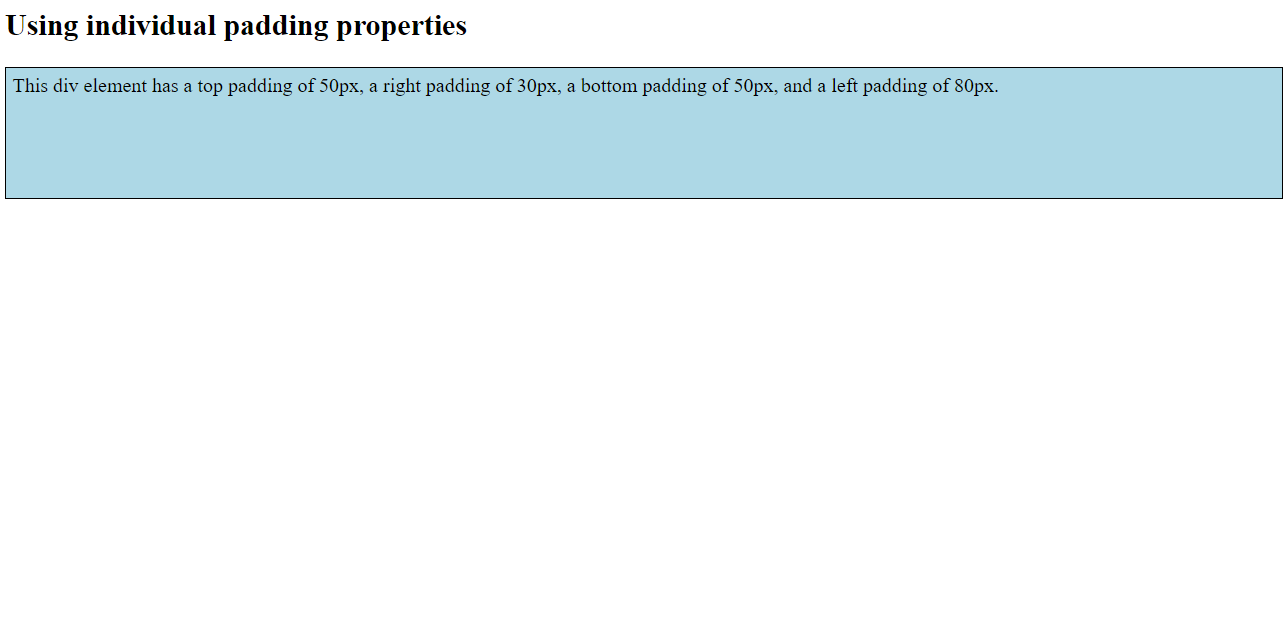 Using individual padding properties
This div element has a top padding of 50px, a right padding of 30px, a bottom padding of 50px, and a left padding of 80px.